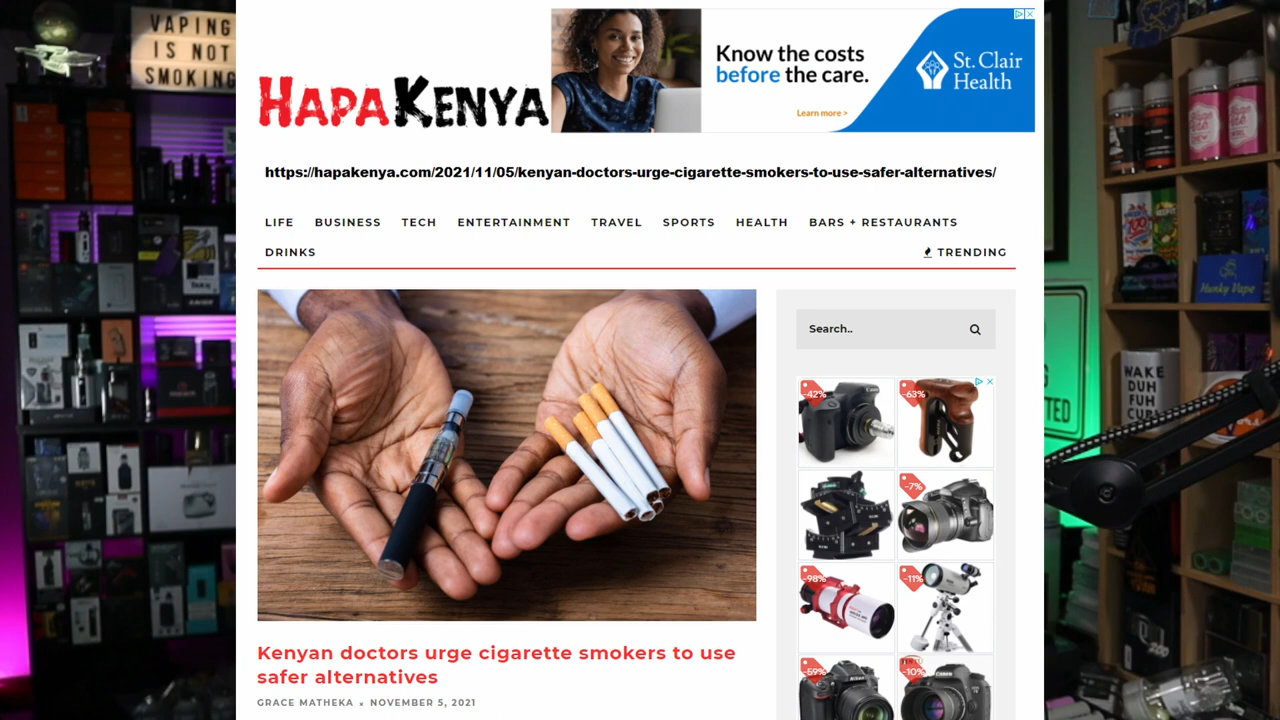 VAPING
IS NOT
SMOKING
HAPAKENYA
Know the costs
before the care.
Learn more >
St. Clair
Health
https://hapakenya.com/2021/11/05/kenyan-doctors-urge-cigarette-smokers-to-use-safer-alternatives/
LIFE BUSINESS TECH ENTERTAINMENT TRAVEL SPORTS HEALTH BARS + RESTAURANTS
DRINKS TRENDING
Search..
-42% -63%
-7%
-98% -11%
-59% -10%
Kenyan doctors urge cigarette smokers to use
safer alternatives
GRACE MATHEKA × NOVEMBER 5, 2021
Hunky Vape
WAKE
DUH
FUH
CUP